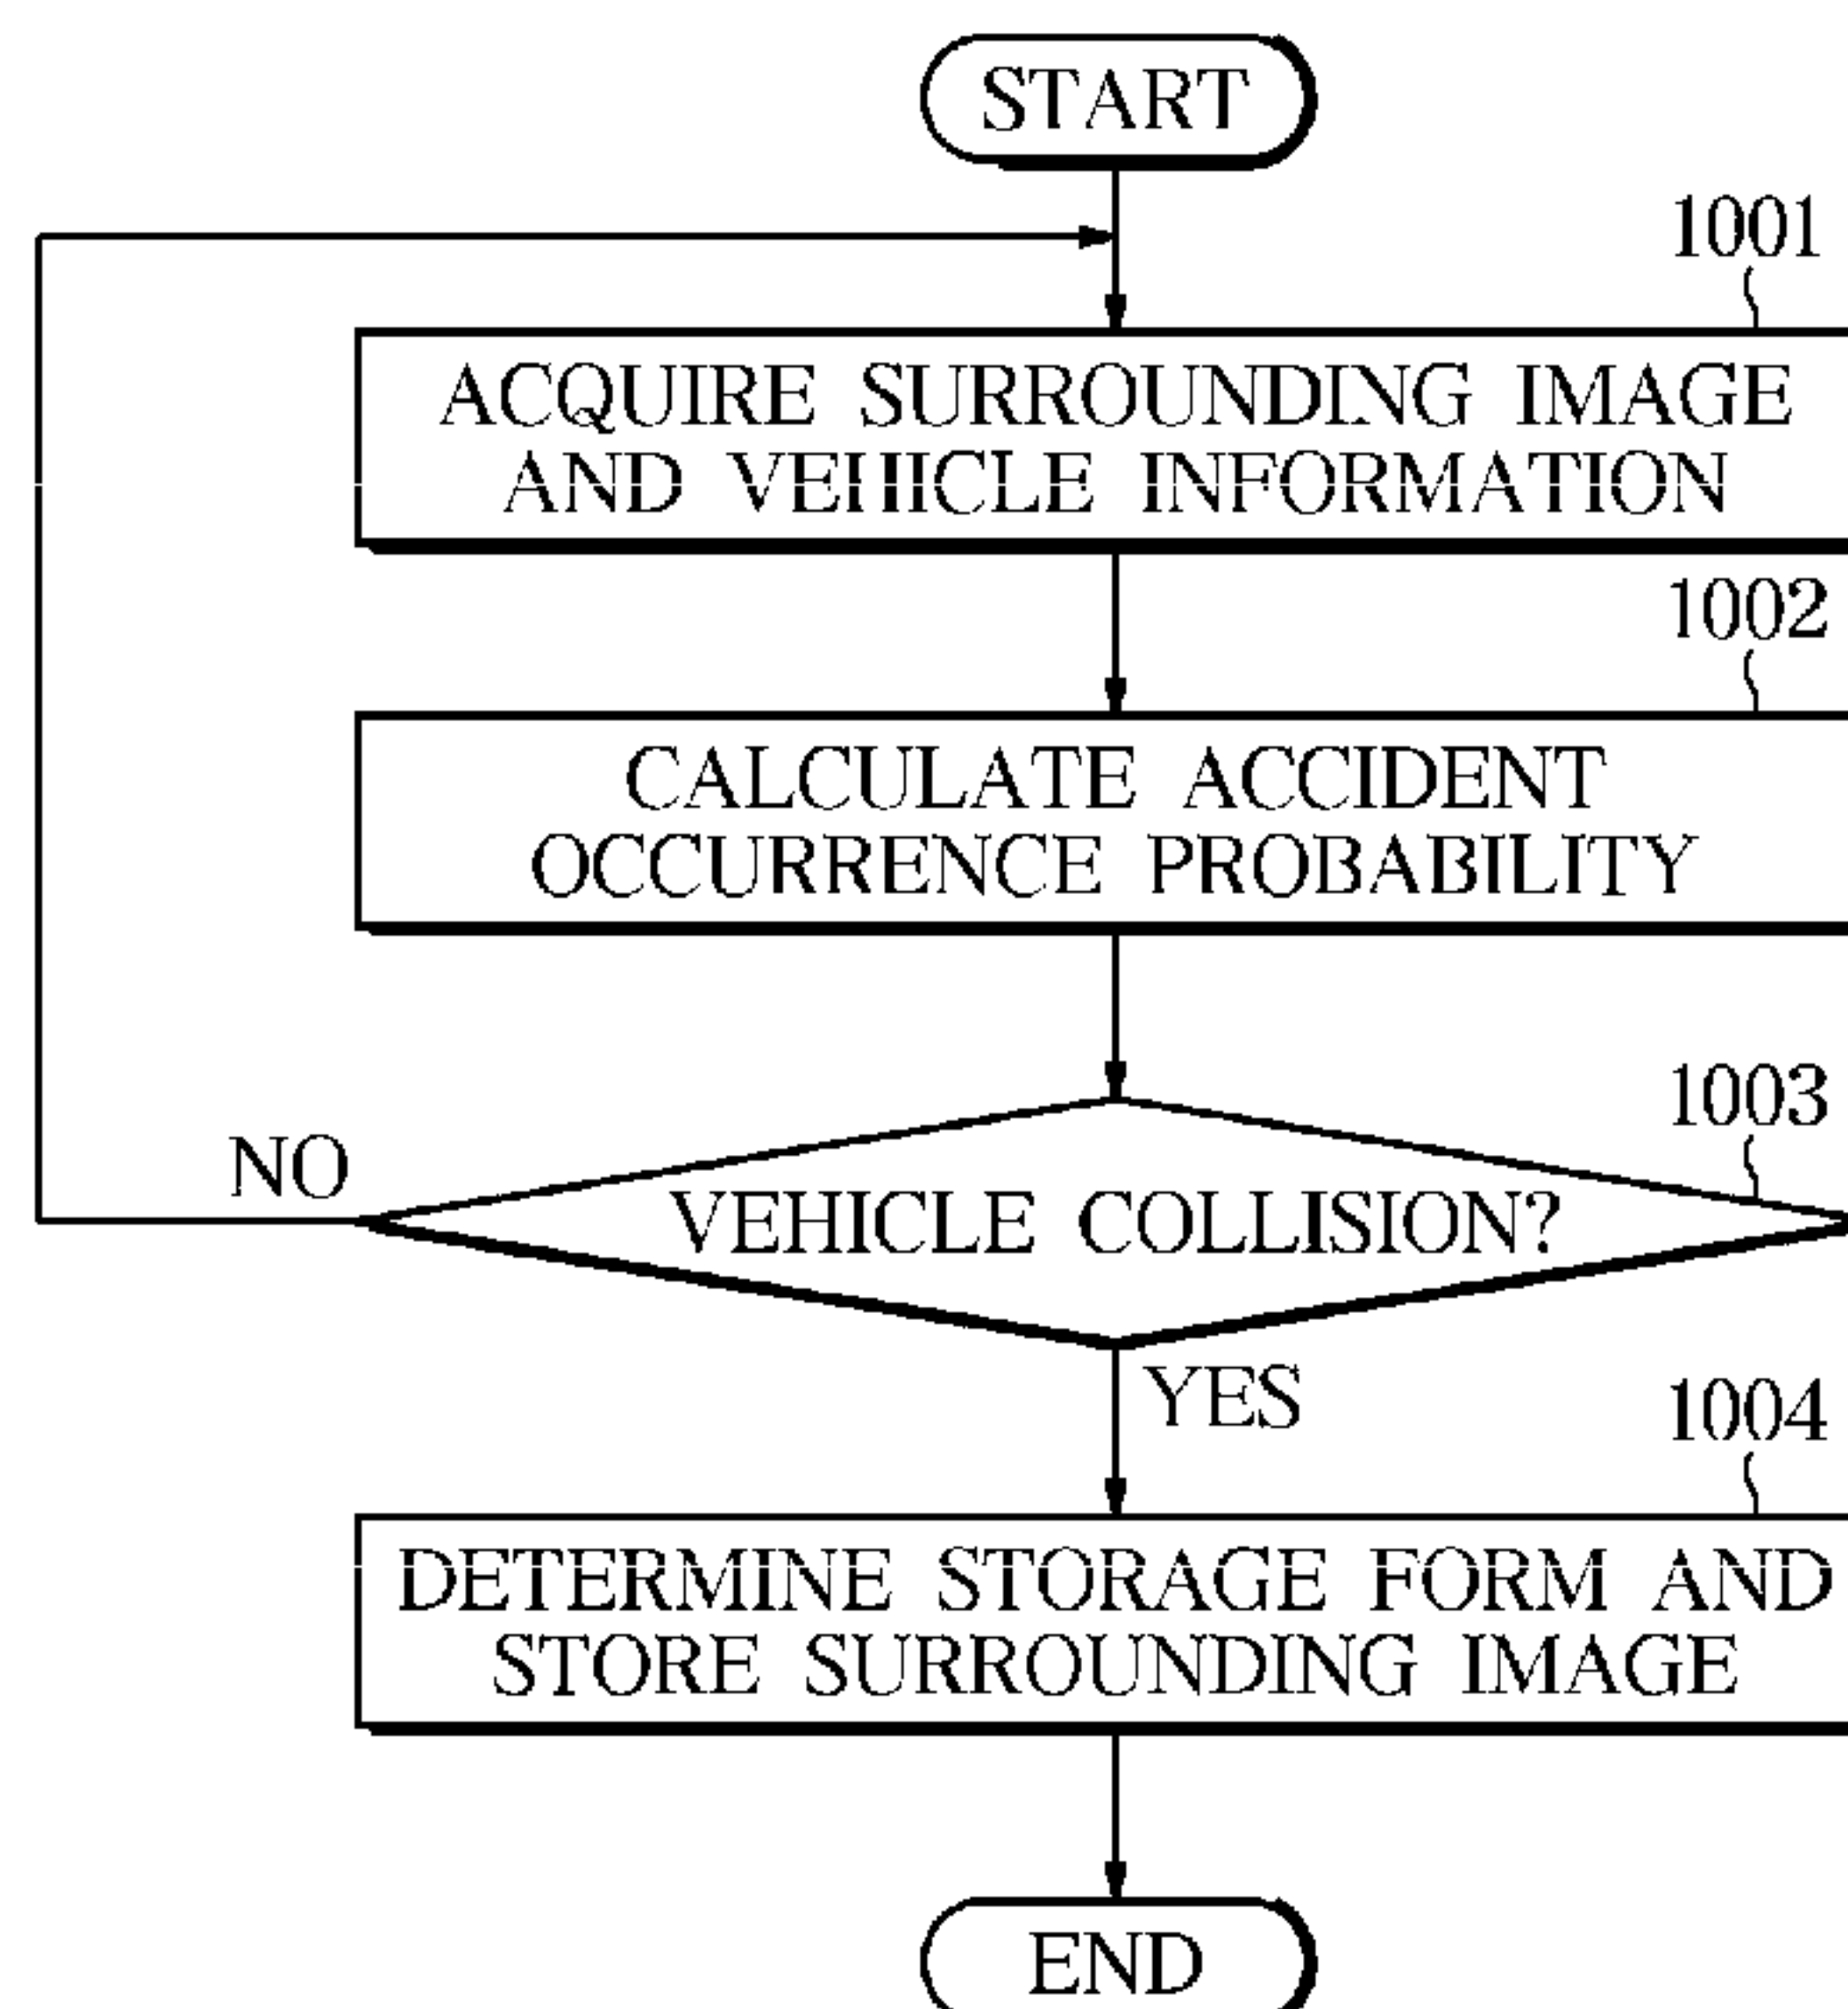 START
1001
ACQUIRE SURROUNDING IMAGE
AND VEHICLE INFORMATION
1002
CALCULATE ACCIDENT
OCCURRENCE PROBABILITY
1003
NO
VEHICLE COLLISION?
YES
1004
DETERMINE STORAGE FORM AND
STORE SURROUNDING IMAGE
END